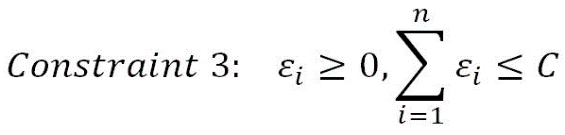 Constraint 3: εᵢ ≥ 0, ∑ᵢ₌₁ⁿ εᵢ ≤ C